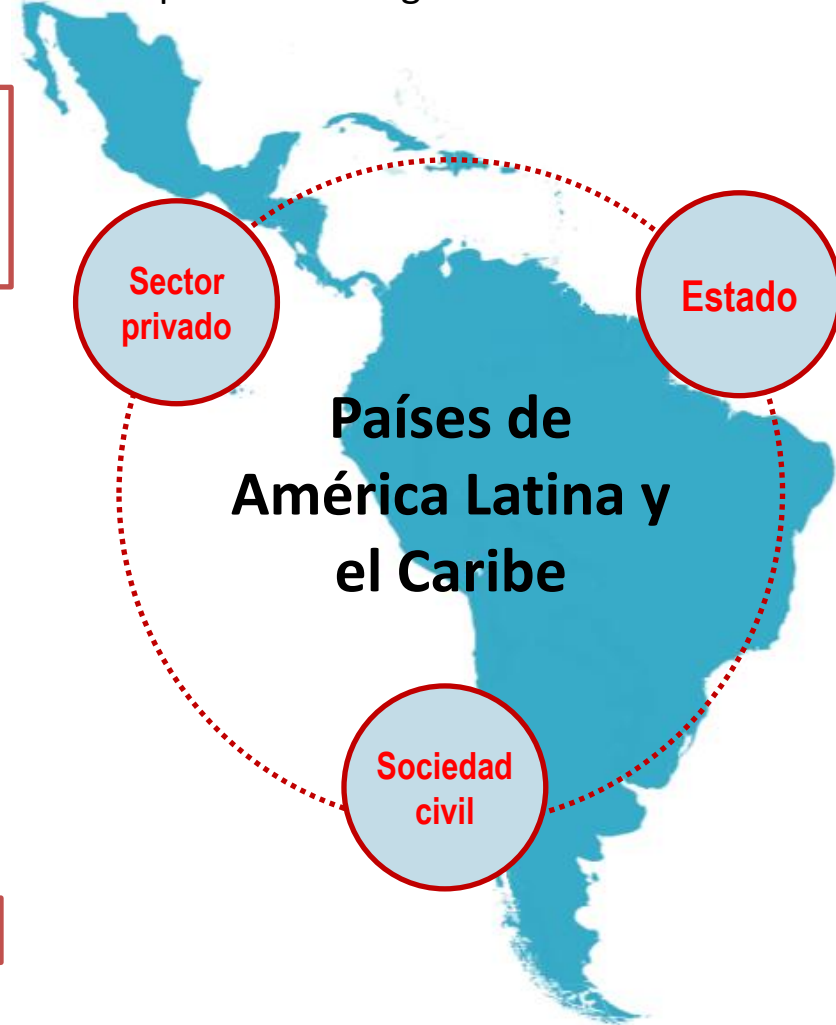 Sector
privado
Estado
Países de
América Latina y
el Caribe
Sociedad
civil